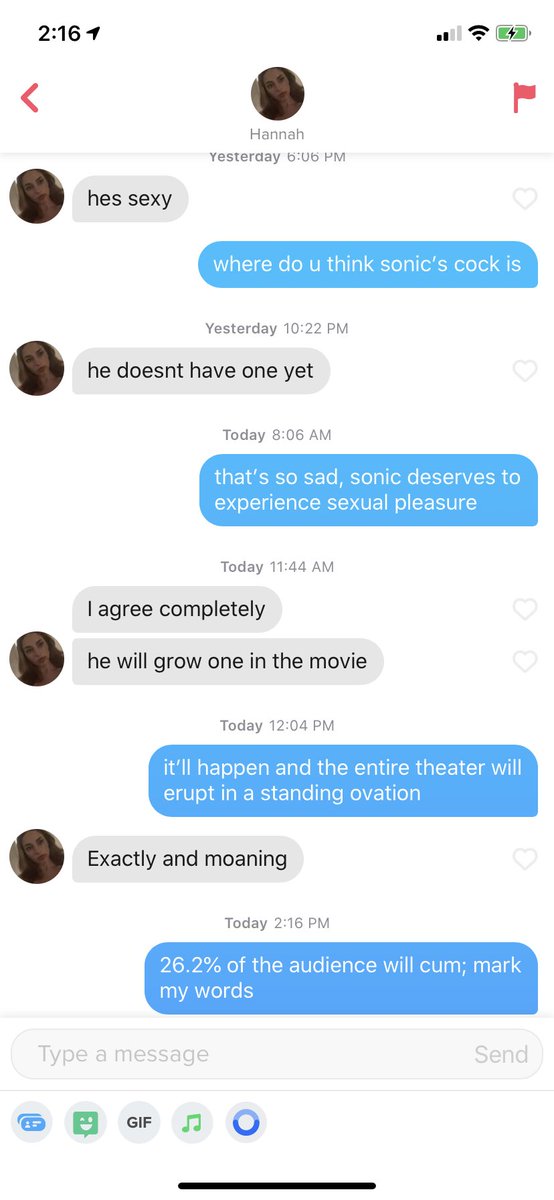 2:16
Hannah
Yesterday 6:06 PM
hes sexy
where do u think sonic's cock is
Yesterday 10:22 PM
he doesnt have one yet
Today 8:06 AM
that's so sad, sonic deserves to
experience sexual pleasure
Today 11:44 AM
I agree completely
he will grow one in the movie
Today 12:04 PM
it'll happen and the entire theater will
erupt in a standing ovation
Exactly and moaning
Today 2:16 PM
26.2% of the audience will cum; mark
my words
Type a message
Send
GIF